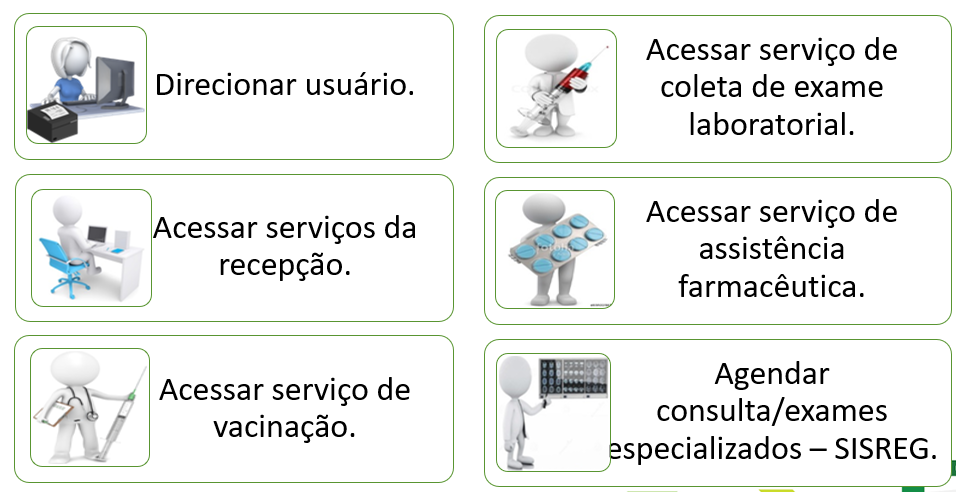 Direcionar usuário.
Acessar serviços da
recepção.
Acessar serviço de
vacinação.
Acessar serviço de
coleta de exame
laboratorial.
Acessar serviço de
assistência
farmacêutica.
Agendar
consulta/exames
especializados – SISREG.